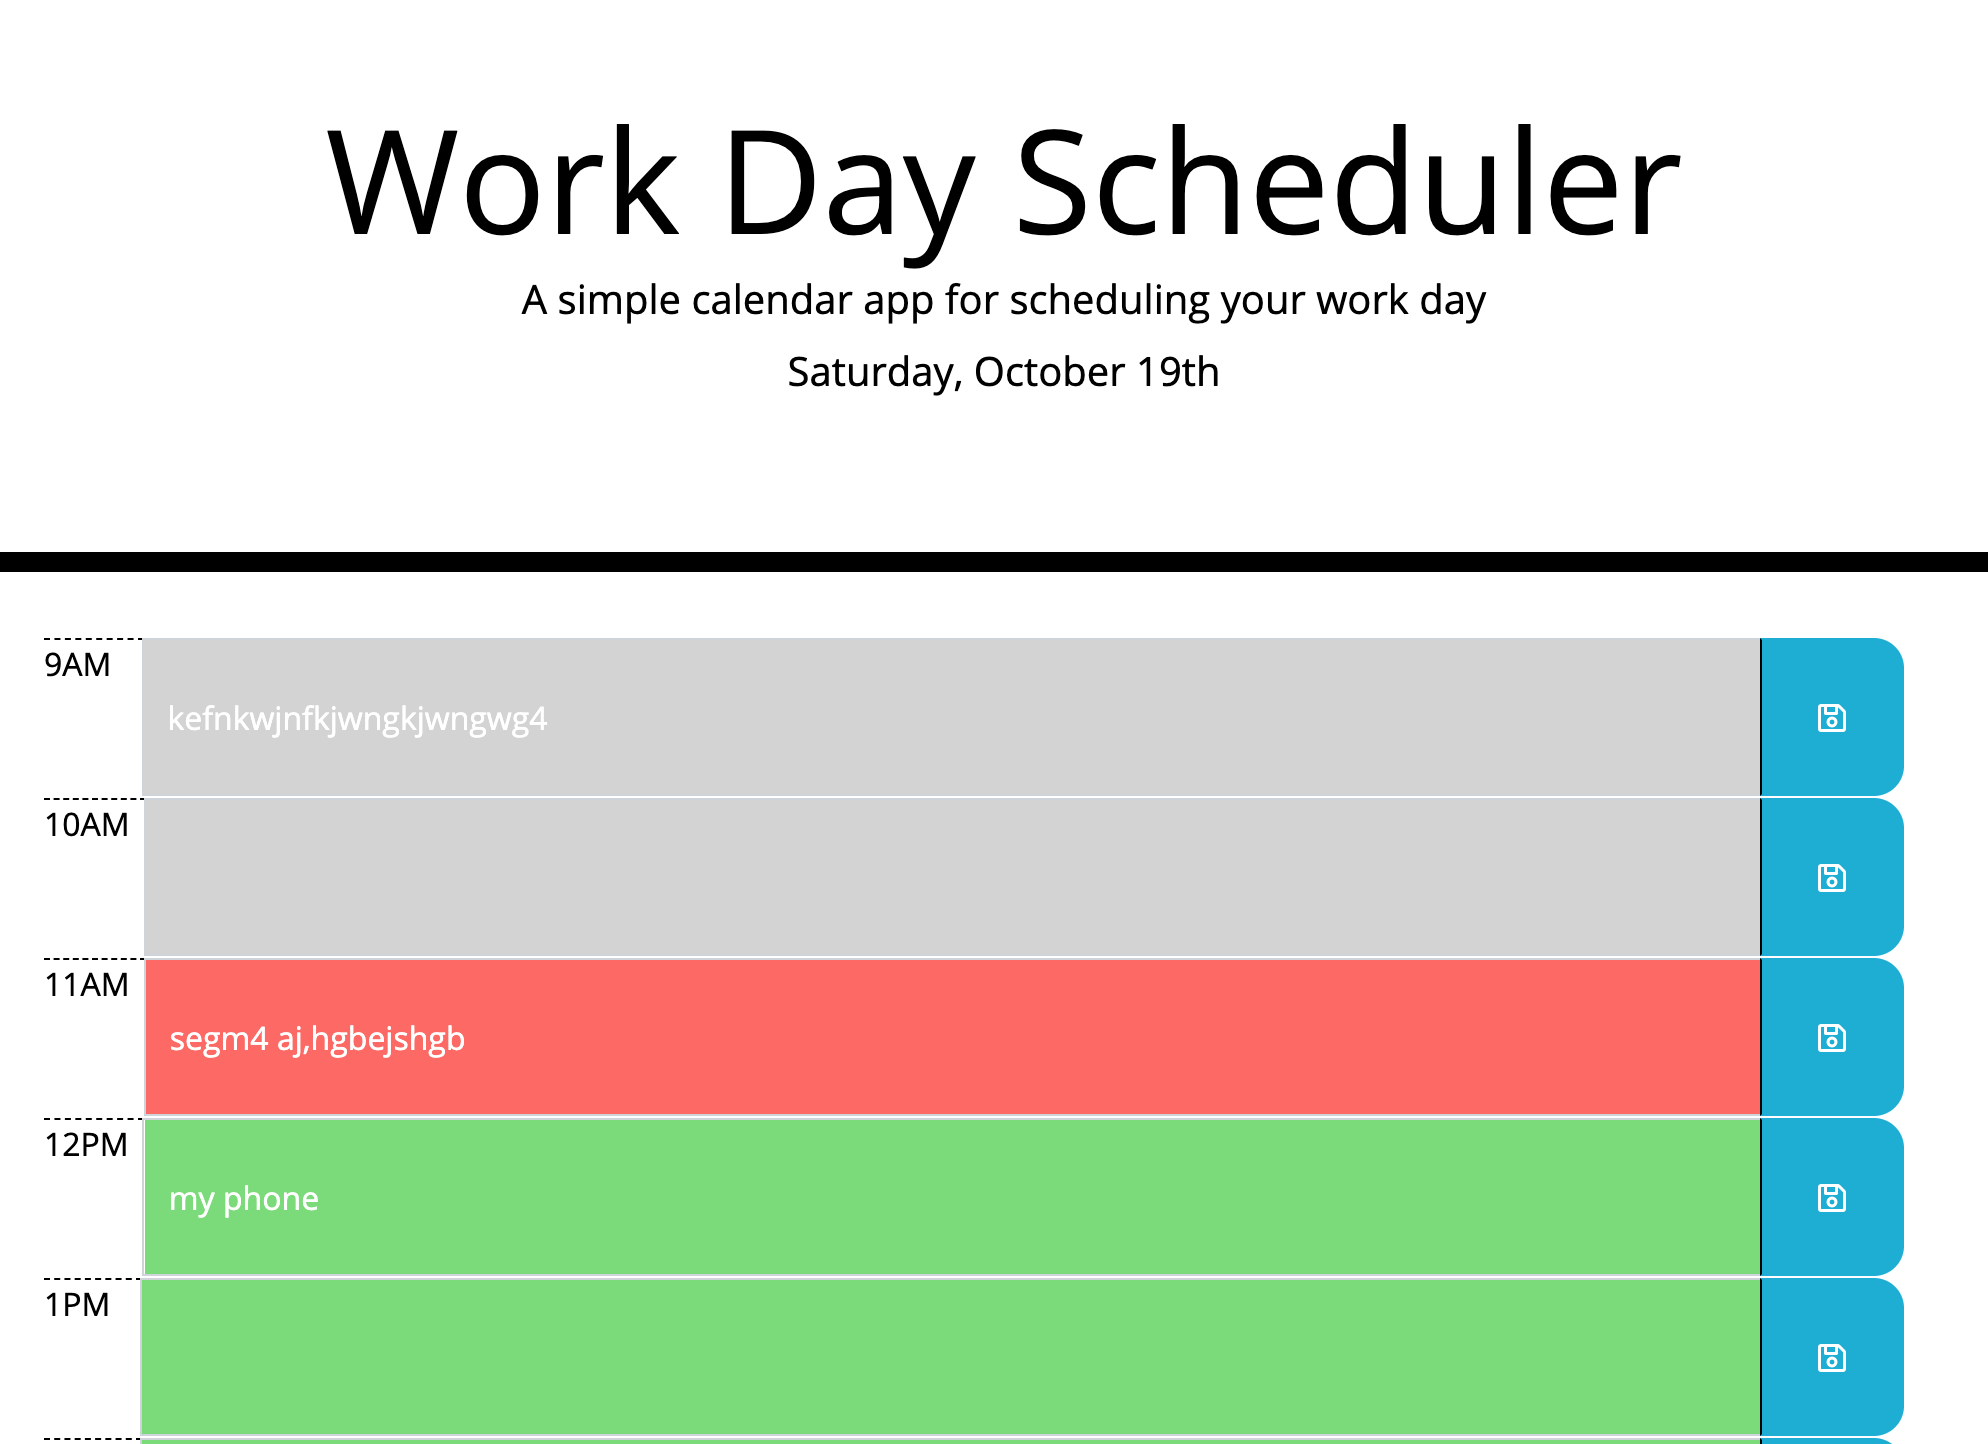 Work Day Scheduler
A simple calendar app for scheduling your work day
Saturday, October 19th
9AM
kefnkwjnfkjwngkjwngwg4
10AM
11AM
segm4 aj,hgbejshgb
12PM
my phone
1PM